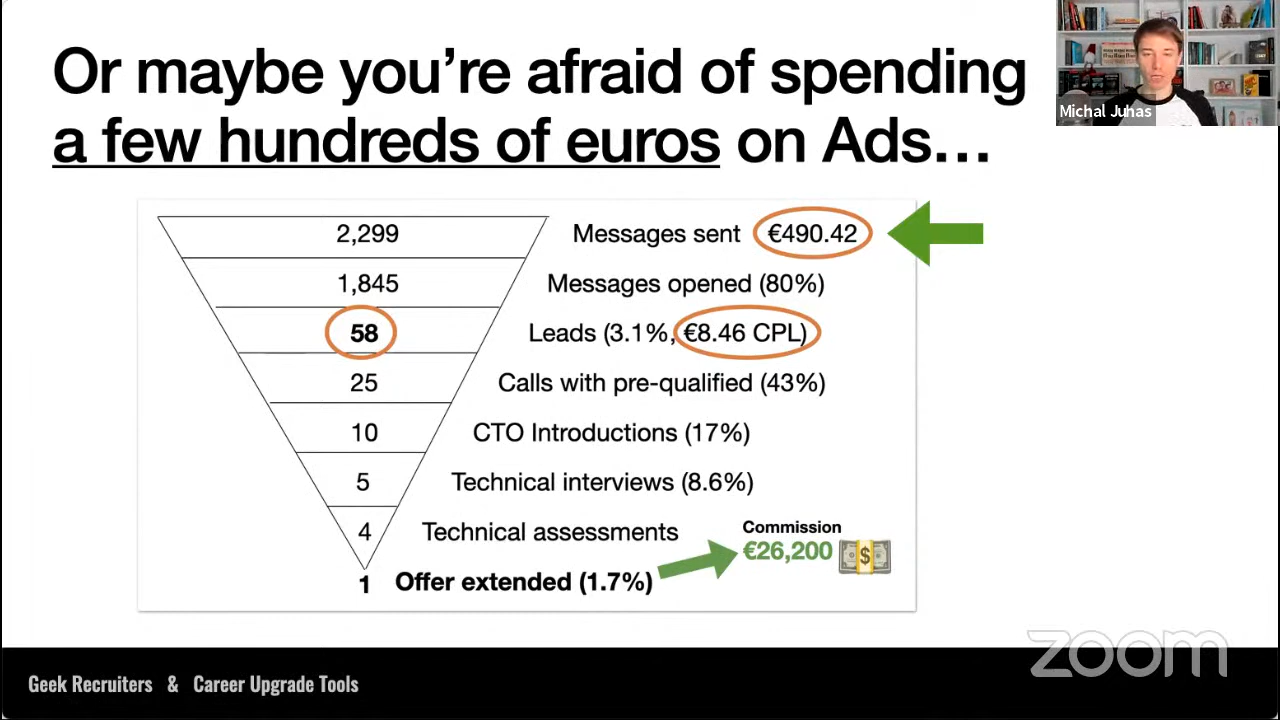 Or maybe you're afraid of spending
a few hundreds of euros on Ads…
Michal Juhas
2,299 Messages sent €490.42
1,845 Messages opened (80%)
58 Leads (3.1%, €8.46 CPL)
25 Calls with pre-qualified (43%)
10 CTO Introductions (17%)
5 Technical interviews (8.6%)
4 Technical assessments
Commission
€26,200
$
1 Offer extended (1.7%)
zoom
Geek Recruiters & Career Upgrade Tools